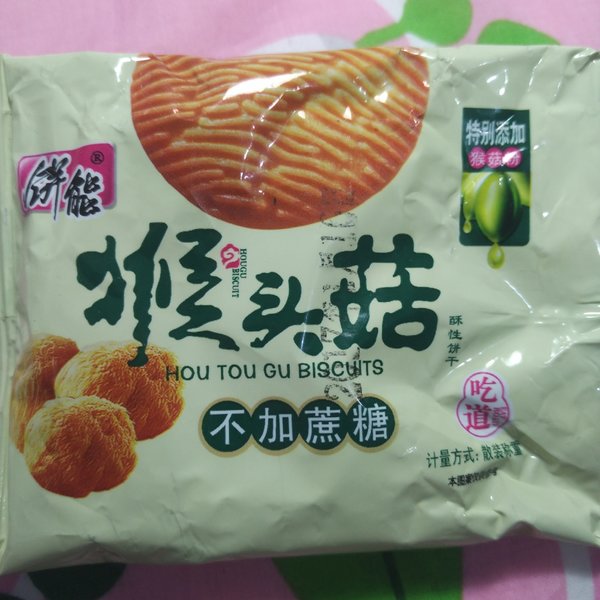 饼能®
特别添加
猴菇粉
猴头菇
HOUGU
BISCUIT
HOU TOU GU BISCUITS
酥性饼干
不加蔗糖
吃道
计量方式：散装称重